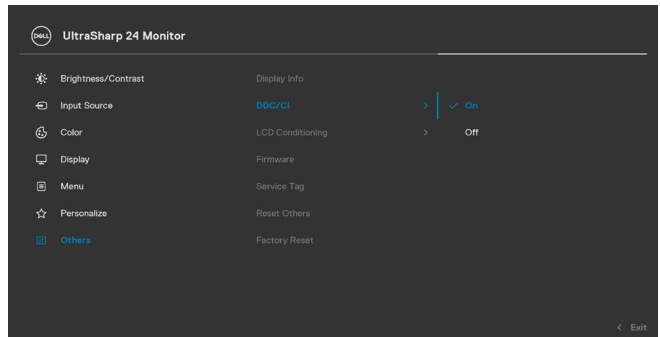 DELL
UltraSharp 24 Monitor
Brightness/Contrast
Display Info
Input Source
DDC/CI
On
Color
LCD Conditioning
Off
Display
Firmware
Menu
Service Tag
Personalize
Reset Others
Others
Factory Reset
Exit